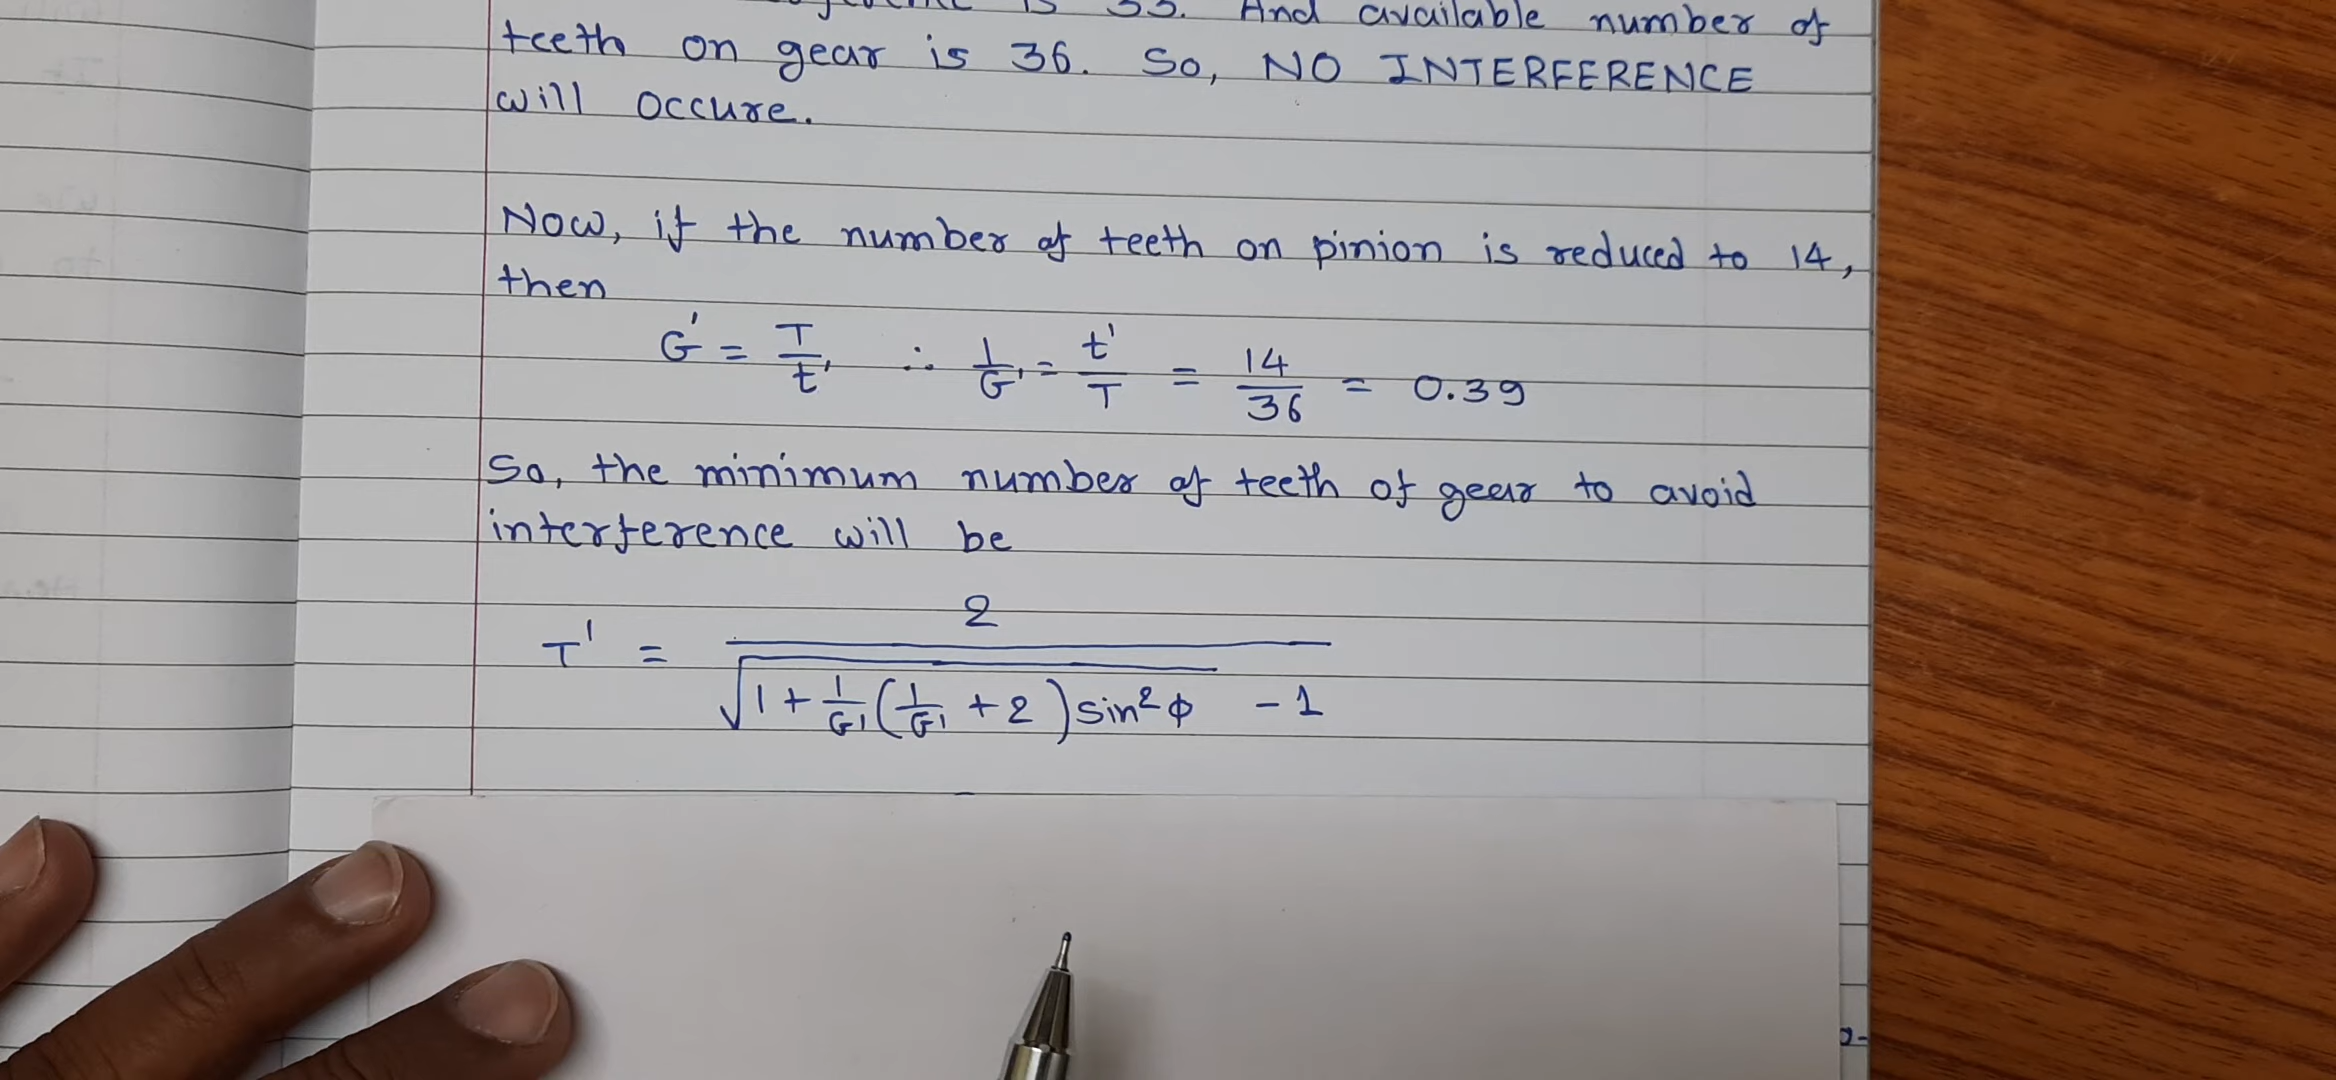 is 33. And available number of
teeth on gear is 36. So, NO INTERFERENCE
will occure.
Now, if the number of teeth on pinion is reduced to 14,
then
G' = T/t' ∴ 1/G' = t'/T = 14/36 = 0.39
So, the minimum number of teeth of gear to avoid
interference will be
T' = 2/(√(1 + 1/G' (1/G' + 2) sin²φ) - 1)